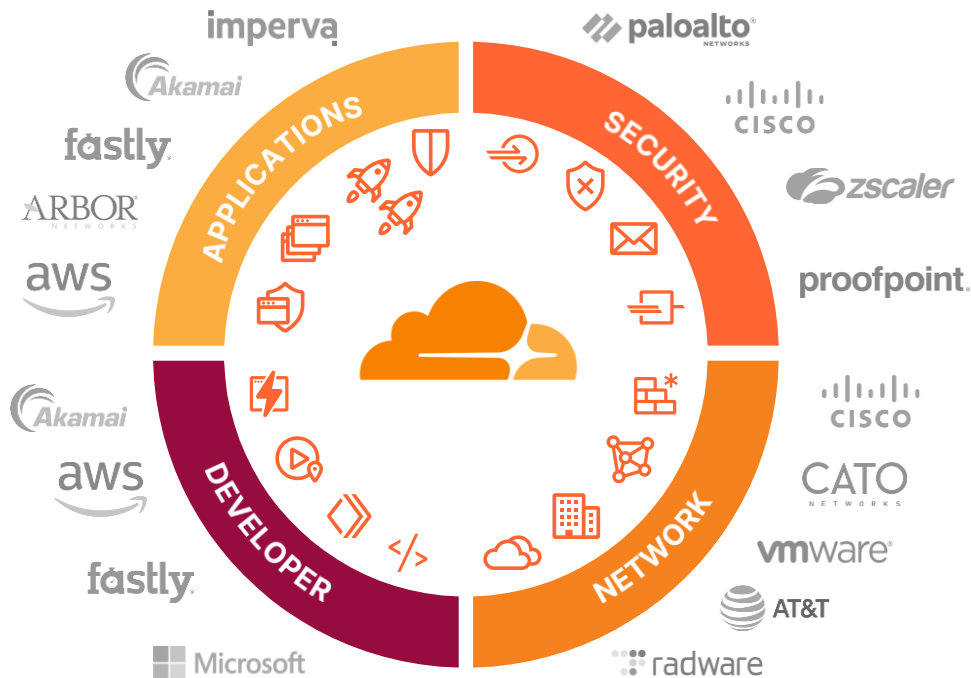 imperva
Akamai
fastly
ARBOR
NETWORKS
aws
APPLICATIONS
paloalto®
NETWORKS
CISCO
zscaler
proofpoint.
SECURITY
Akamai
aws
fastly
Microsoft
DEVELOPER
</>
CISCO
CATO
NETWORKS
vmware®
AT&T
radware
NETWORK